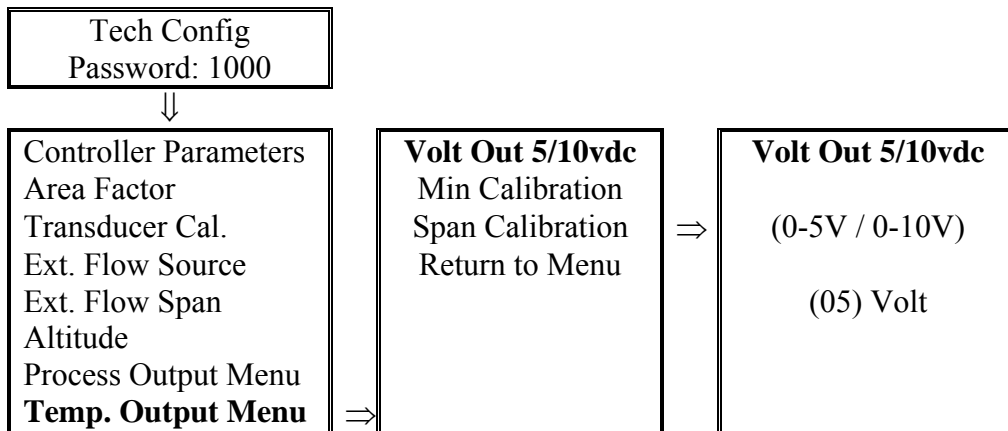 Tech Config
Password: 1000
⇓
Controller Parameters
Area Factor
Transducer Cal.
Ext. Flow Source
Ext. Flow Span
Altitude
Process Output Menu
Temp. Output Menu
⇒
Volt Out 5/10vdc
Min Calibration
Span Calibration
Return to Menu
⇒
Volt Out 5/10vdc
(0-5V / 0-10V)
(05) Volt